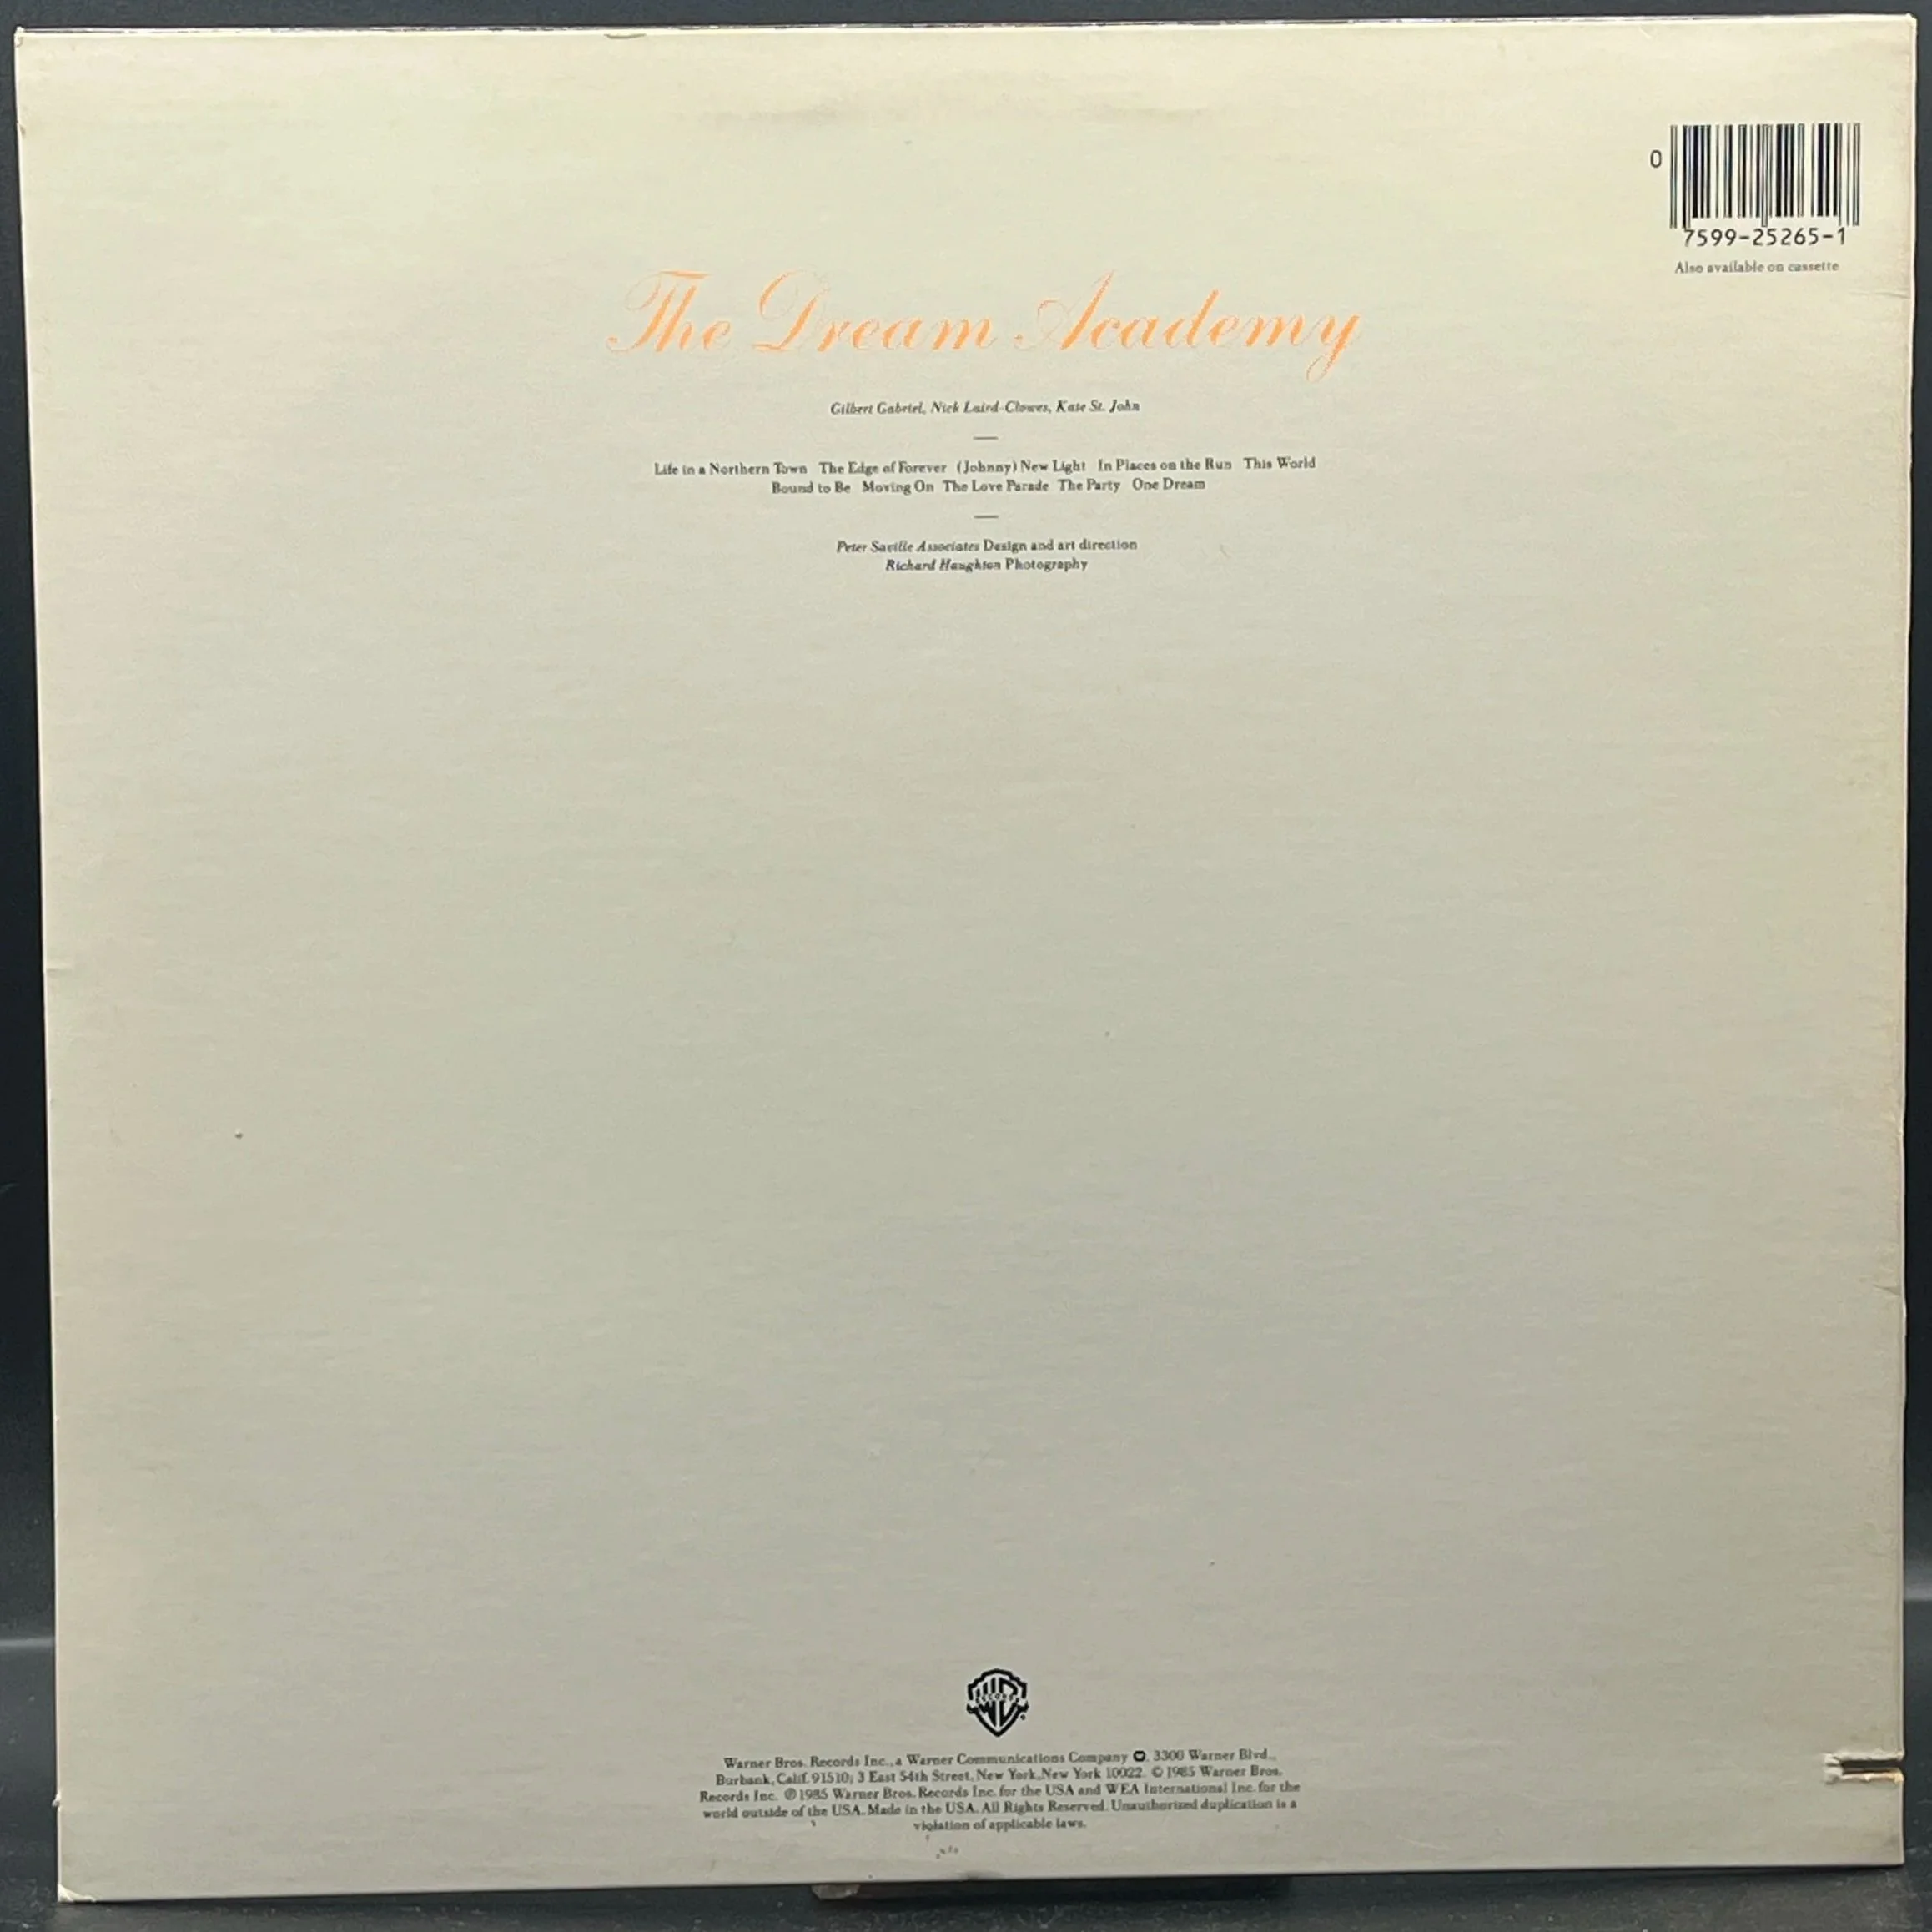 0
7599-25265-1
Also available on cassette
The Dream Academy
Gilbert Gabriel, Nick Laird-Clowes, Kate St. John
Life in a Northern Town The Edge of Forever (Johnny) New Light In Places on the Run This World
Bound to Be Moving On The Love Parade The Party One Dream
Peter Saville Associates Design and art direction
Richard Haughton Photography
WB RECORDS
Warner Bros. Records Inc., a Warner Communications Company. 3300 Warner Blvd.,
Burbank, Calif. 91510; 3 East 54th Street, New York, New York 10022. © 1985 Warner Bros.
Records Inc. ℗ 1985 Warner Bros. Records Inc. for the USA and WEA International Inc. for the
world outside of the USA. Made in the USA. All Rights Reserved. Unauthorized duplication is a
violation of applicable laws.